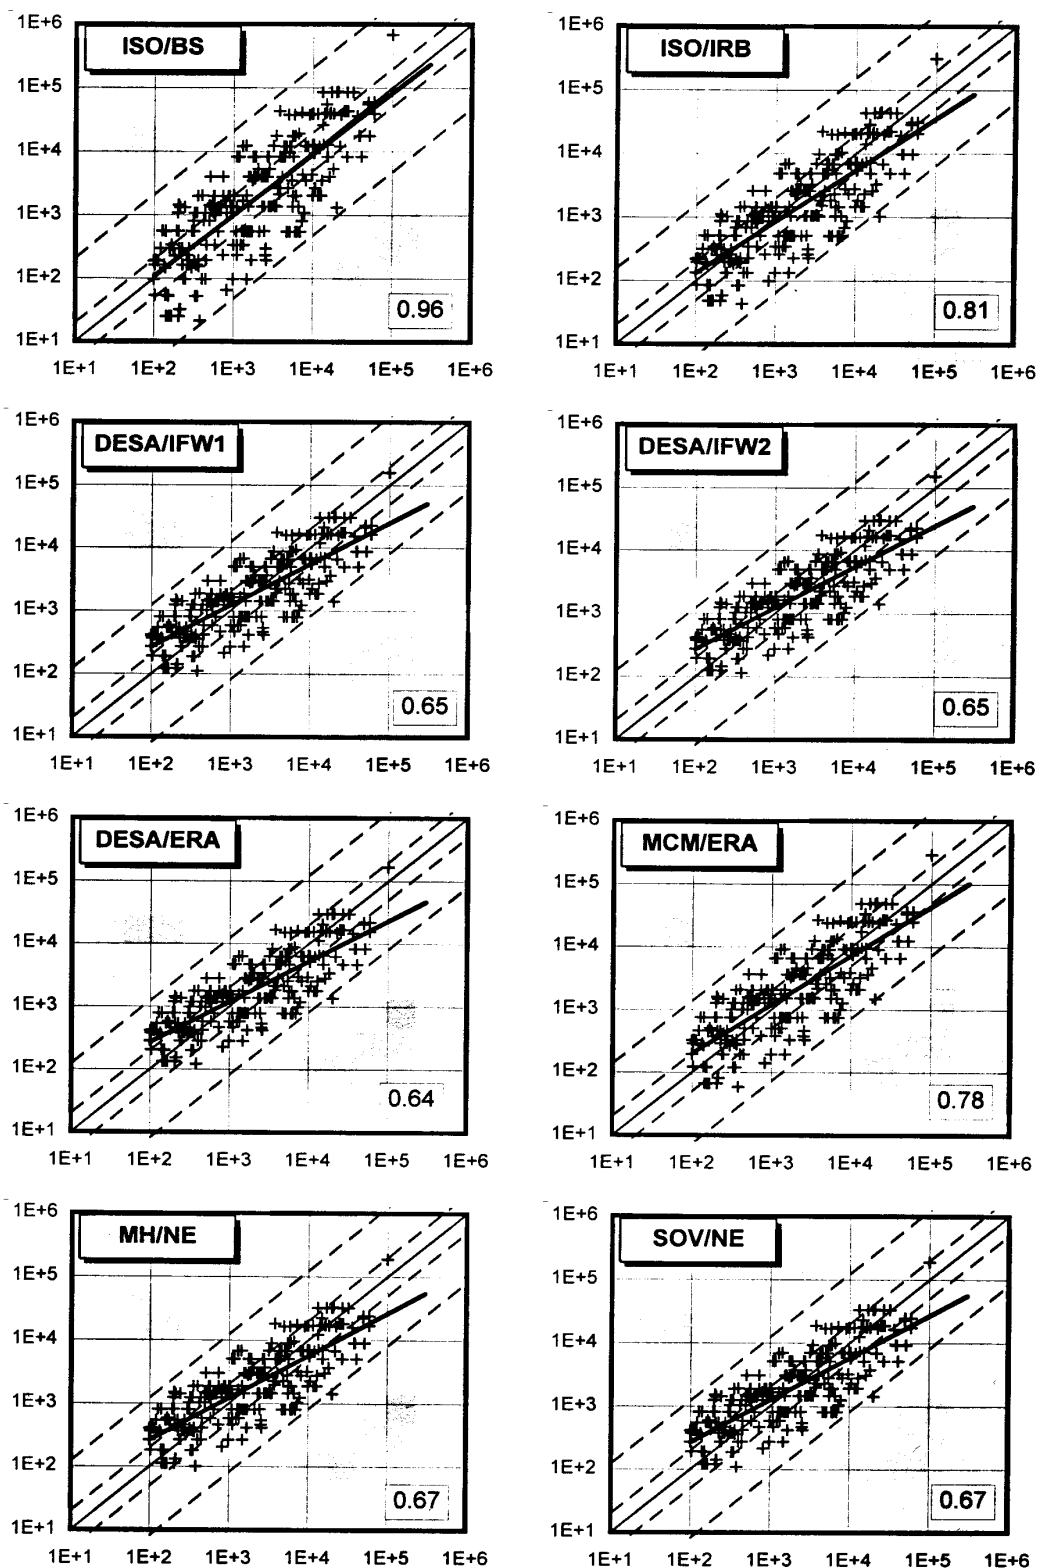 1E+6
ISO/BS
1E+5
1E+4
1E+3
1E+2
0.96
1E+1
1E+1 1E+2 1E+3 1E+4 1E+5 1E+6
1E+6
ISO/IRB
1E+5
1E+4
1E+3
1E+2
0.81
1E+1
1E+1 1E+2 1E+3 1E+4 1E+5 1E+6
1E+6
DESA/IFW1
1E+5
1E+4
1E+3
1E+2
0.65
1E+1
1E+1 1E+2 1E+3 1E+4 1E+5 1E+6
1E+6
DESA/IFW2
1E+5
1E+4
1E+3
1E+2
0.65
1E+1
1E+1 1E+2 1E+3 1E+4 1E+5 1E+6
1E+6
DESA/ERA
1E+5
1E+4
1E+3
1E+2
0.64
1E+1
1E+1 1E+2 1E+3 1E+4 1E+5 1E+6
1E+6
MCM/ERA
1E+5
1E+4
1E+3
1E+2
0.78
1E+1
1E+1 1E+2 1E+3 1E+4 1E+5 1E+6
1E+6
MH/NE
1E+5
1E+4
1E+3
1E+2
0.67
1E+1
1E+1 1E+2 1E+3 1E+4 1E+5 1E+6
1E+6
SOV/NE
1E+5
1E+4
1E+3
1E+2
0.67
1E+1
1E+1 1E+2 1E+3 1E+4 1E+5 1E+6